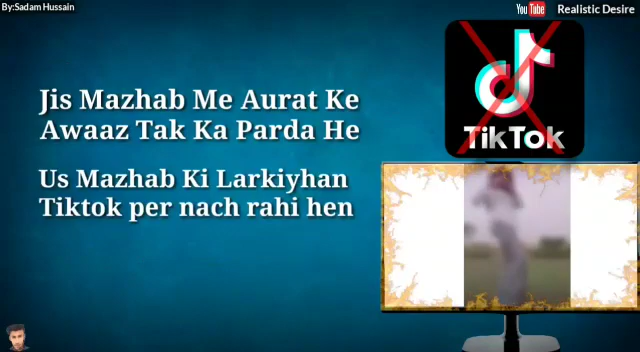 By:Sadam Hussain
YouTube Realistic Desire
TikTok
Jis Mazhab Me Aurat Ke
Awaaz Tak Ka Parda He
Us Mazhab Ki Larkiyhan
Tiktok per nach rahi hen